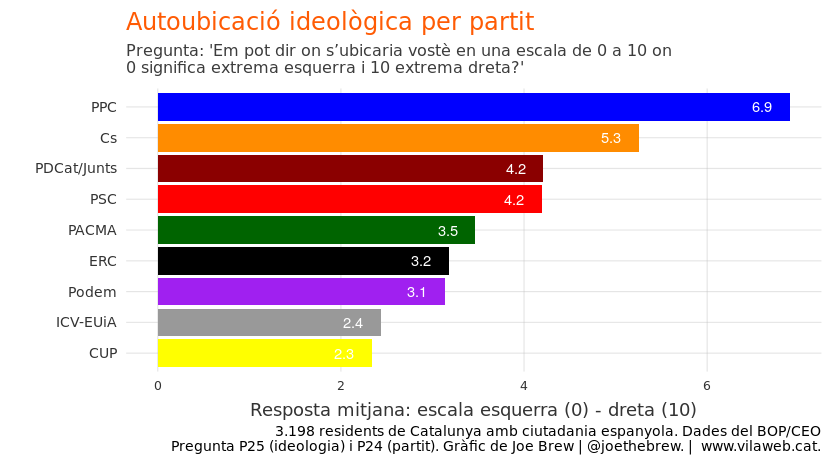 Autoubicació ideològica per partit
Pregunta: 'Em pot dir on s’ubicaria vostè en una escala de 0 a 10 on
0 significa extrema esquerra i 10 extrema dreta?'
PPC 6.9
Cs 5.3
PDCat/Junts 4.2
PSC 4.2
PACMA 3.5
ERC 3.2
Podem 3.1
ICV-EUiA 2.4
CUP 2.3
0 2 4 6
Resposta mitjana: escala esquerra (0) - dreta (10)
3.198 residents de Catalunya amb ciutadania espanyola. Dades del BOP/CEO
Pregunta P25 (ideologia) i P24 (partit). Gràfic de Joe Brew | @joethebrew. | www.vilaweb.cat.